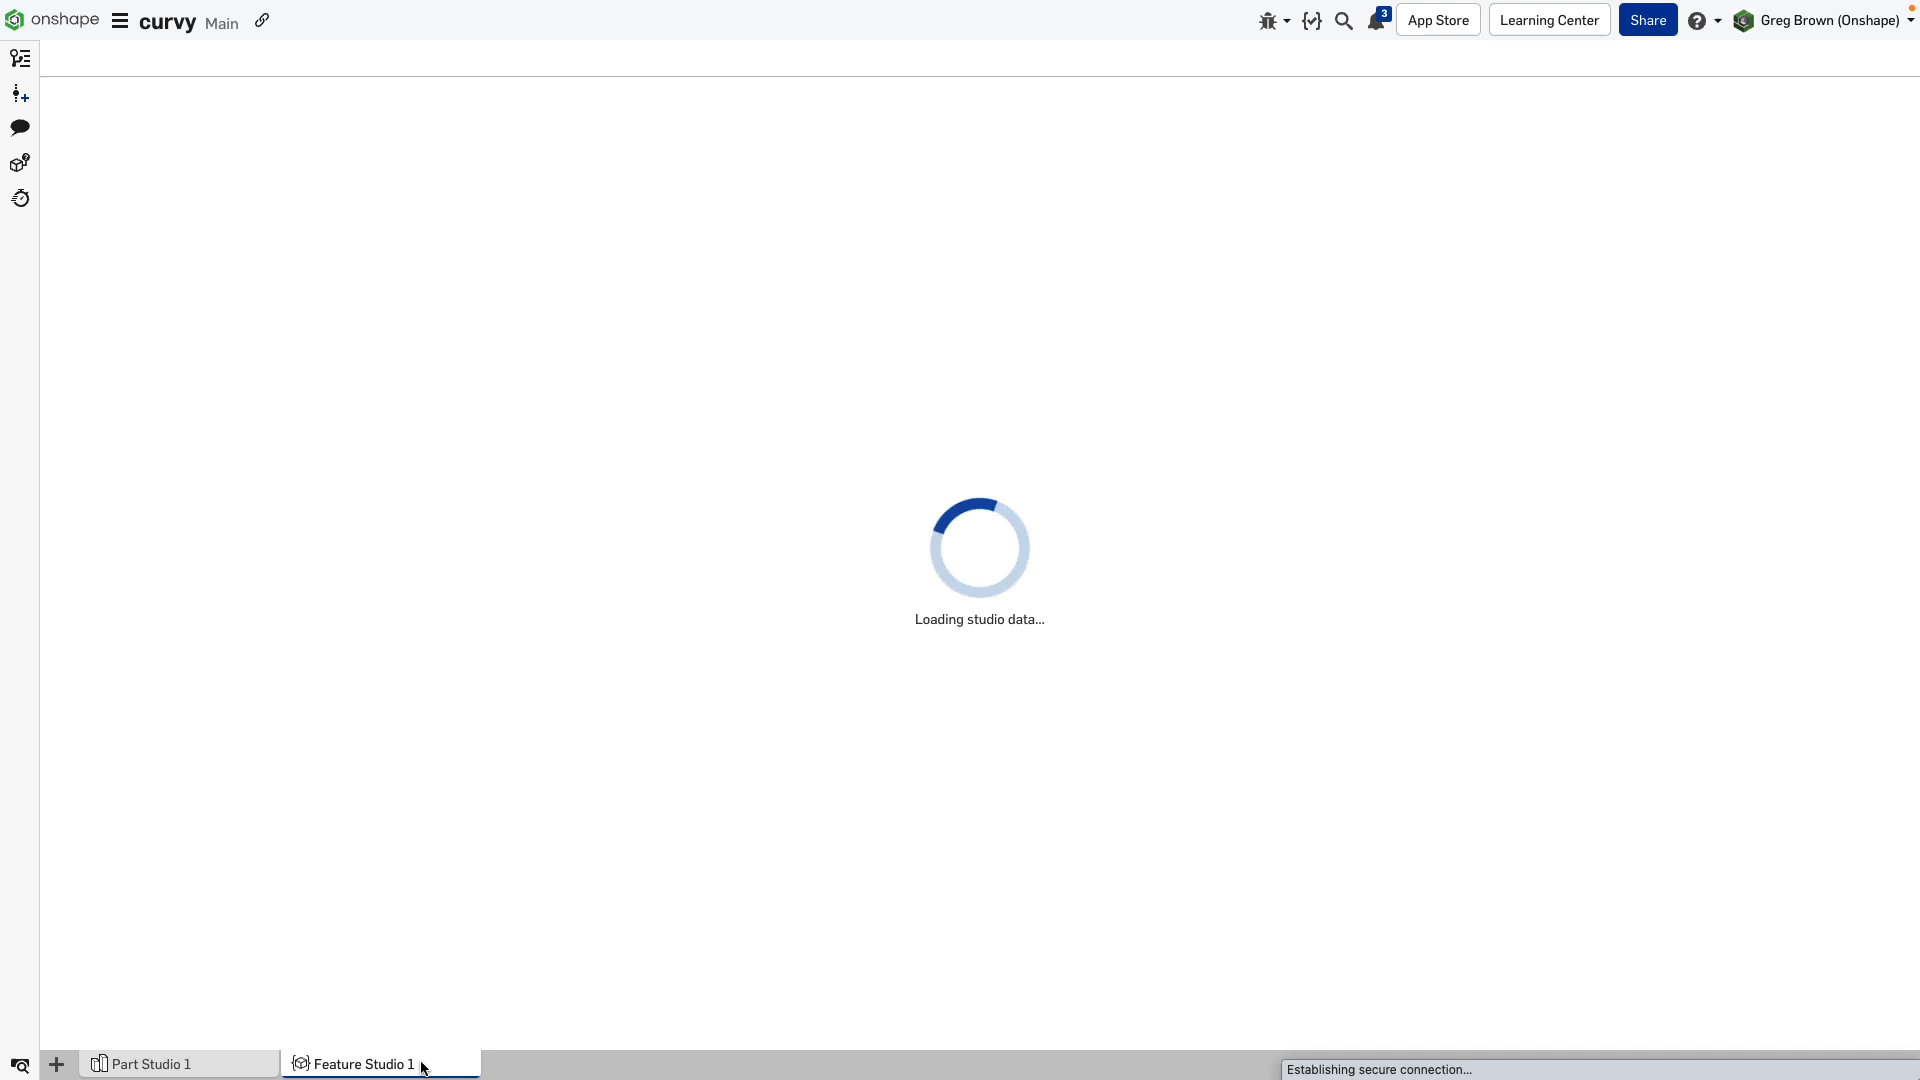 onshape curvy Main 3 App Store Learning Center Share Greg Brown (Onshape)
Loading studio data...
Part Studio 1 Feature Studio 1
Establishing secure connection...